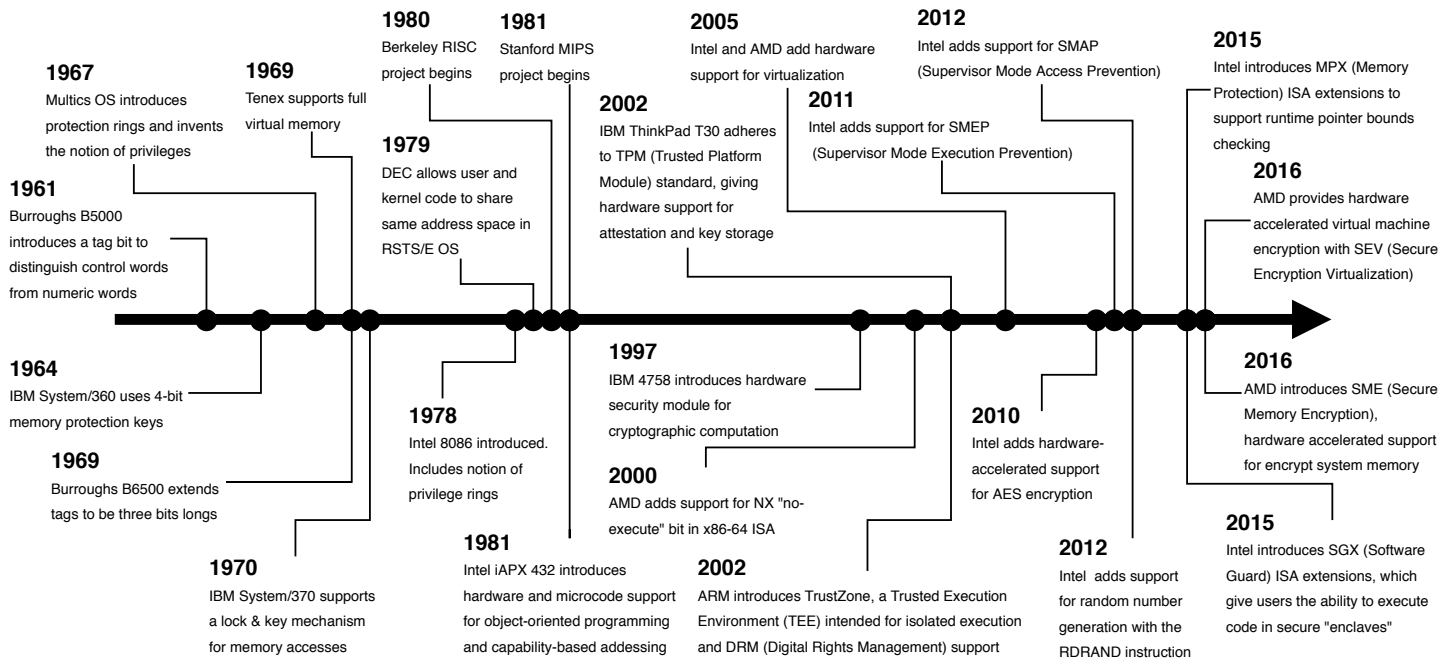 1967
Multics OS introduces
protection rings and invents
the notion of privileges
1969
Tenex supports full
virtual memory
1980
Berkeley RISC
project begins
1981
Stanford MIPS
project begins
2005
Intel and AMD add hardware
support for virtualization
2012
Intel adds support for SMAP
(Supervisor Mode Access Prevention)
2015
Intel introduces MPX (Memory
Protection) ISA extensions to
support runtime pointer bounds
checking
1961
Burroughs B5000
introduces a tag bit to
distinguish control words
from numeric words
1979
DEC allows user and
kernel code to share
same address space in
RSTS/E OS
2002
IBM ThinkPad T30 adheres
to TPM (Trusted Platform
Module) standard, giving
hardware support for
attestation and key storage
2011
Intel adds support for SMEP
(Supervisor Mode Execution Prevention)
2016
AMD provides hardware
accelerated virtual machine
encryption with SEV (Secure
Encryption Virtualization)
1964
IBM System/360 uses 4-bit
memory protection keys
1969
Burroughs B6500 extends
tags to be three bits longs
1970
IBM System/370 supports
a lock & key mechanism
for memory accesses
1978
Intel 8086 introduced.
Includes notion of
privilege rings
1981
Intel iAPX 432 introduces
hardware and microcode support
for object-oriented programming
and capability-based addressing
1997
IBM 4758 introduces hardware
security module for
cryptographic computation
2000
AMD adds support for NX "no-
execute" bit in x86-64 ISA
2002
ARM introduces TrustZone, a Trusted Execution
Environment (TEE) intended for isolated execution
and DRM (Digital Rights Management) support
2010
Intel adds hardware-
accelerated support
for AES encryption
2012
Intel adds support
for random number
generation with the
RDRAND instruction
2016
AMD introduces SME (Secure
Memory Encryption),
hardware accelerated support
for encrypt system memory
2015
Intel introduces SGX (Software
Guard) ISA extensions, which
give users the ability to execute
code in secure "enclaves"